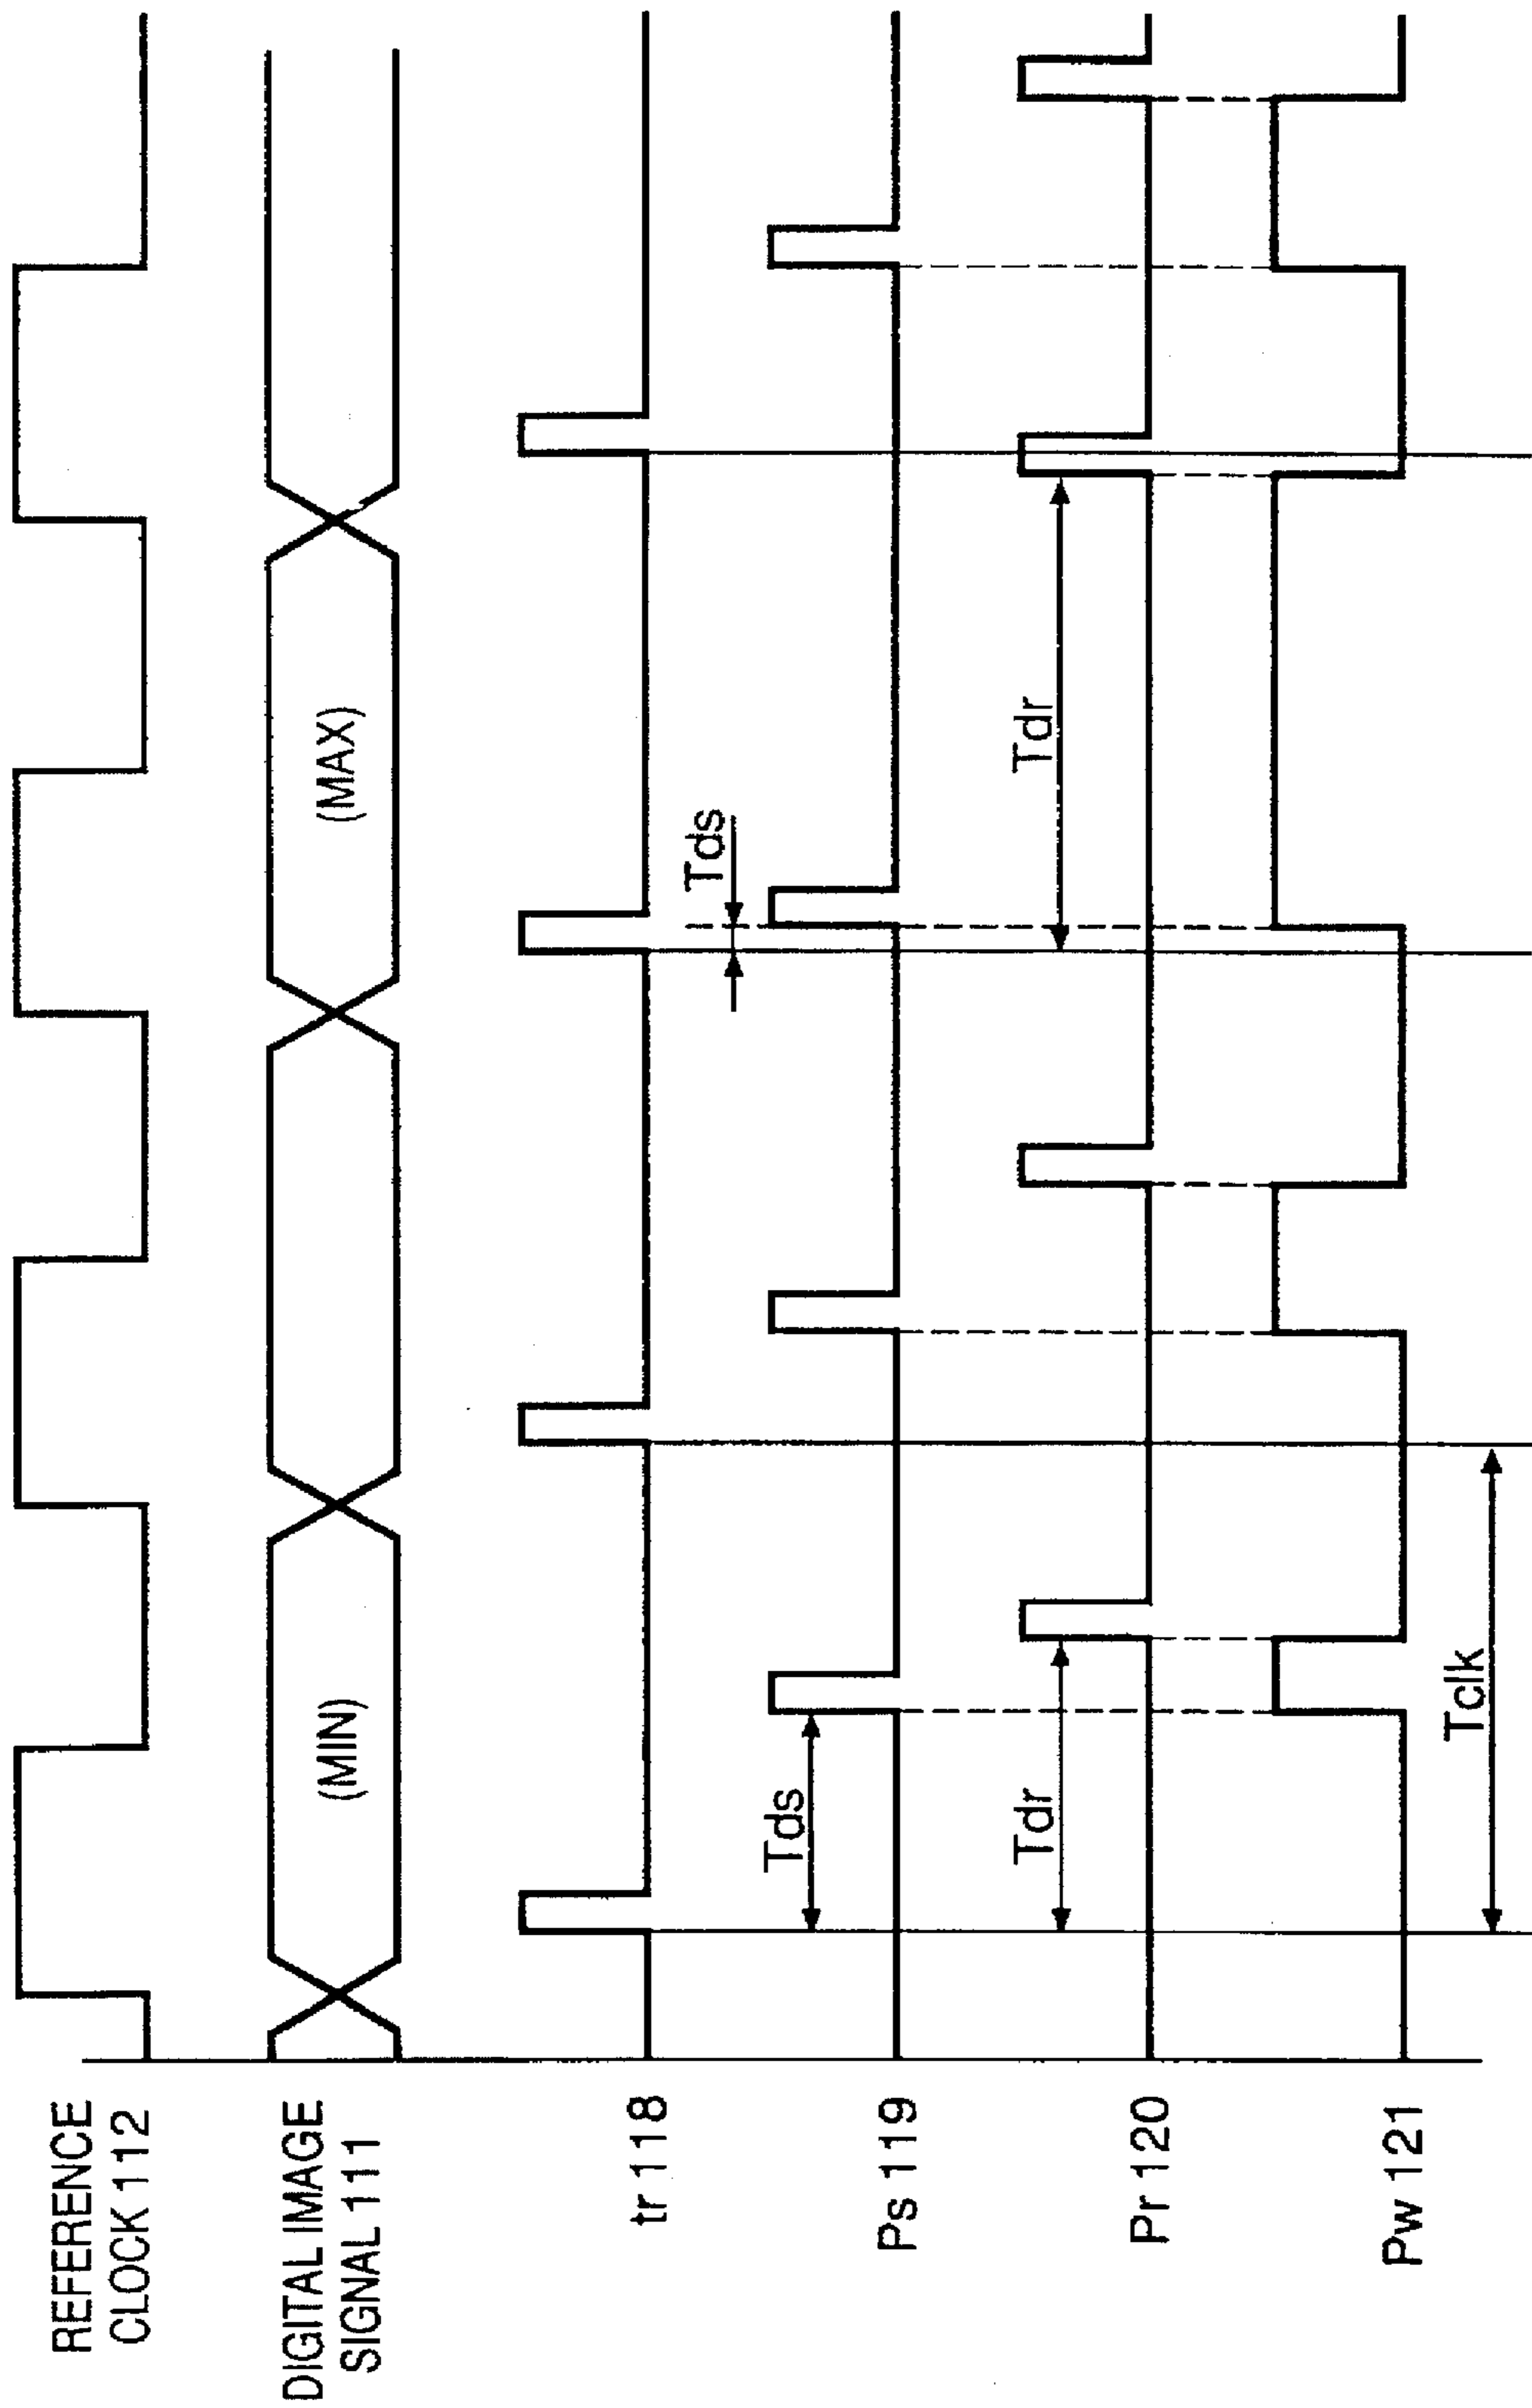 REFERENCE
CLOCK 112
DIGITAL IMAGE
SIGNAL 111
(MIN)
(MAX)
tr 118
Ps 119
Tds
Tds
Pr 120
Tdr
Tdr
Pw 121
Tclk